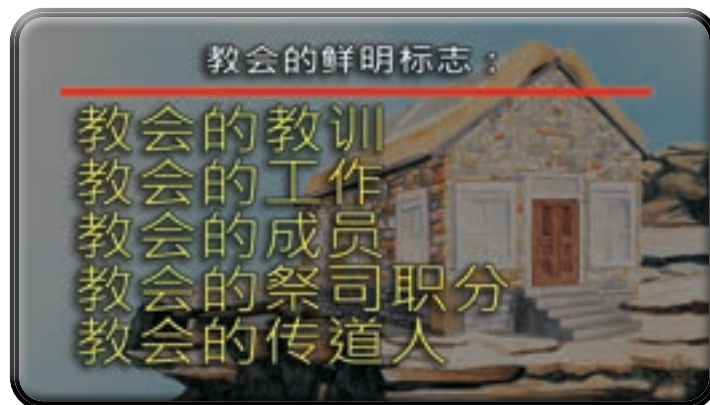 教会的鲜明标志：
教会的教训
教会的工作
教会的成员
教会的祭司职分
教会的传道人